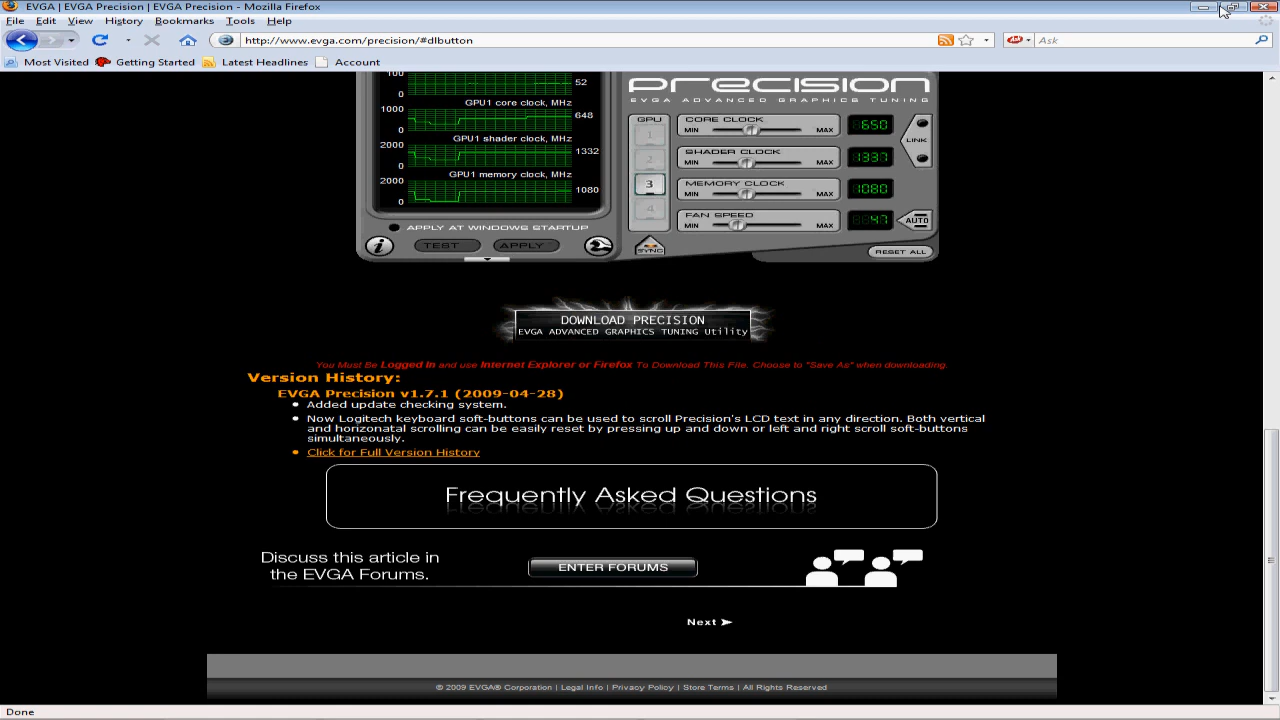 EVGA | EVGA Precision | EVGA Precision - Mozilla Firefox
File Edit View History Bookmarks Tools Help
http://www.evga.com/precision/#dlbutton
Ask
Most Visited Getting Started Latest Headlines Account
100
52
0
GPU1 core clock, MHz
1000
648
0
GPU1 shader clock, MHz
2000
1332
0
GPU1 memory clock, MHz
2000
1080
0
APPLY AT WINDOWS STARTUP
TEST APPLY
precision
EVGA ADVANCED GRAPHICS TUNING
GPU
1
2
3
4
SYNC
CORE CLOCK
MIN MAX
650
SHADER CLOCK
MIN MAX
1337
LINK
MEMORY CLOCK
MIN MAX
1080
FAN SPEED
MIN MAX
47
AUTO
RESET ALL
DOWNLOAD PRECISION
EVGA ADVANCED GRAPHICS TUNING Utility
You Must Be Logged In and use Internet Explorer or Firefox To Download This File. Choose to "Save As" when downloading.
Version History:
EVGA Precision v1.7.1 (2009-04-28)
Added update checking system.
Now Logitech keyboard soft-buttons can be used to scroll Precision's LCD text in any direction. Both vertical
and horizonatal scrolling can be easily reset by pressing up and down or left and right scroll soft-buttons
simultaneously.
Click for Full Version History
Frequently Asked Questions
Discuss this article in
the EVGA Forums.
ENTER FORUMS
Next
© 2009 EVGA® Corporation | Legal Info | Privacy Policy | Store Terms | All Rights Reserved
Done